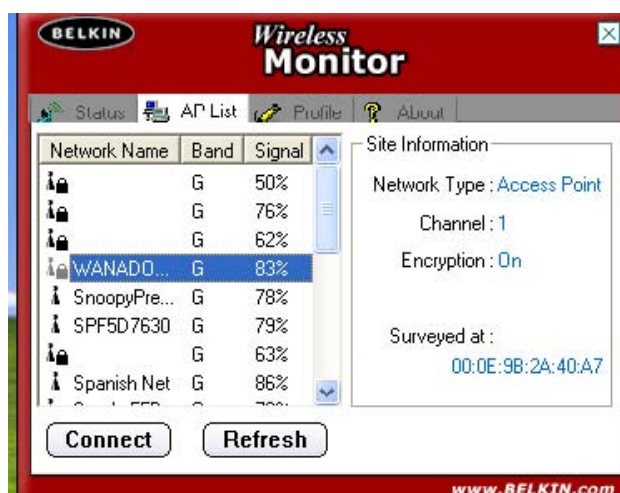 BELKIN
Wireless
Monitor
Status AP List Profile About
Network Name Band Signal
G 50%
G 76%
G 62%
WANADO... G 83%
SnoopyPre... G 78%
SPF5D7630 G 79%
G 63%
Spanish Net G 86%
Site Information
Network Type : Access Point
Channel : 1
Encryption : On
Surveyed at :
00:0E:9B:2A:40:A7
Connect
Refresh
www.BELKIN.com